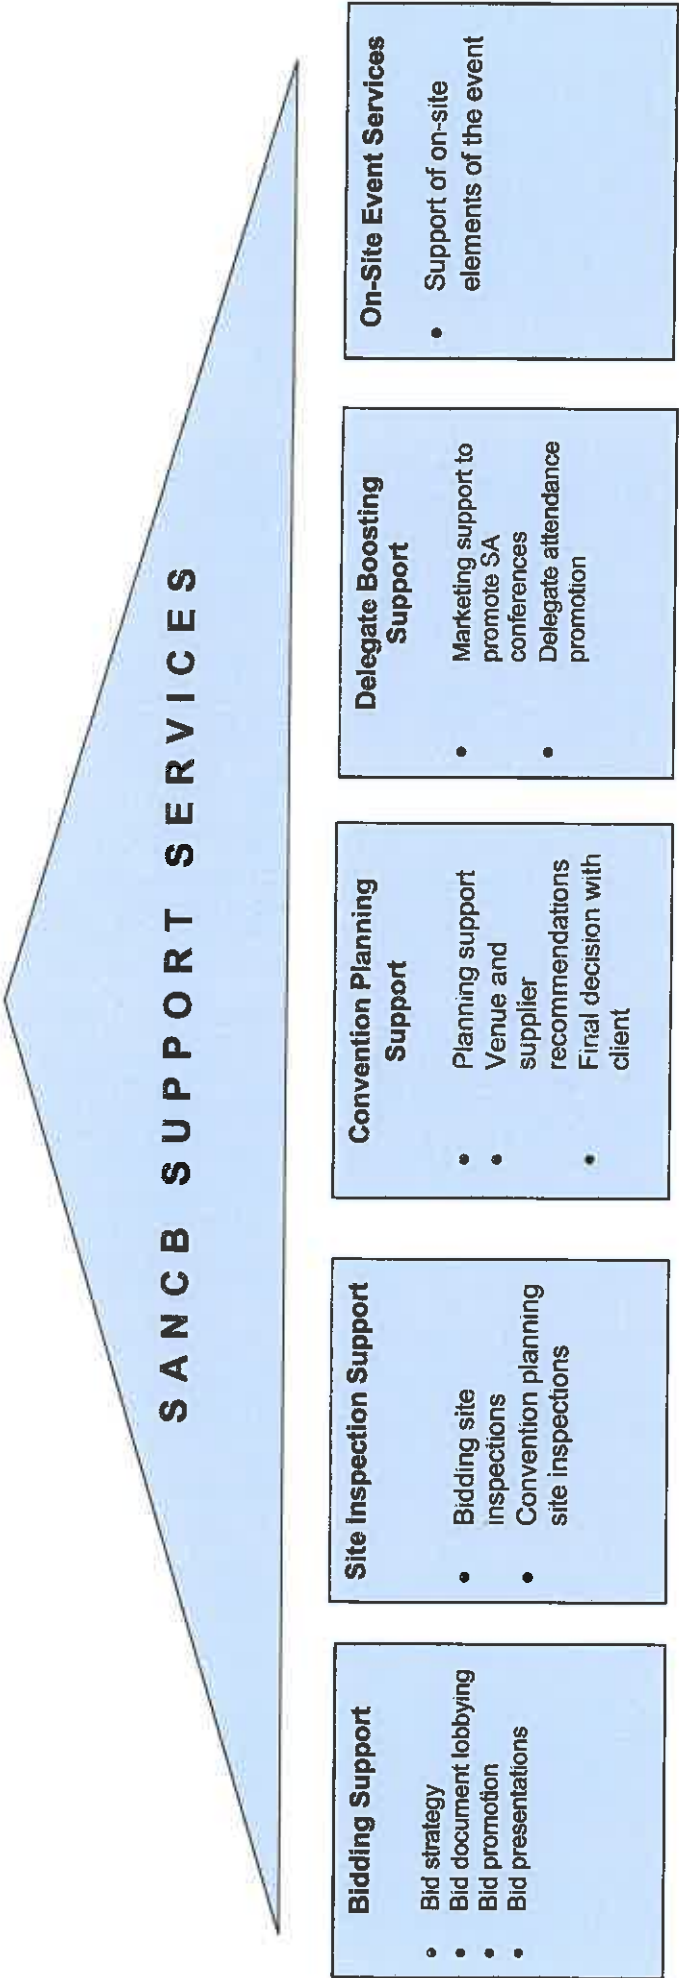 SANCB SUPPORT SERVICES
Bidding Support
• Bid strategy
• Bid document lobbying
• Bid promotion
• Bid presentations
Site Inspection Support
• Bidding site
inspections
• Convention planning
site inspections
Convention Planning
Support
• Planning support
• Venue and
supplier
recommendations
• Final decision with
client
Delegate Boosting
Support
• Marketing support to
promote SA
conferences
• Delegate attendance
promotion
On-Site Event Services
• Support of on-site
elements of the event